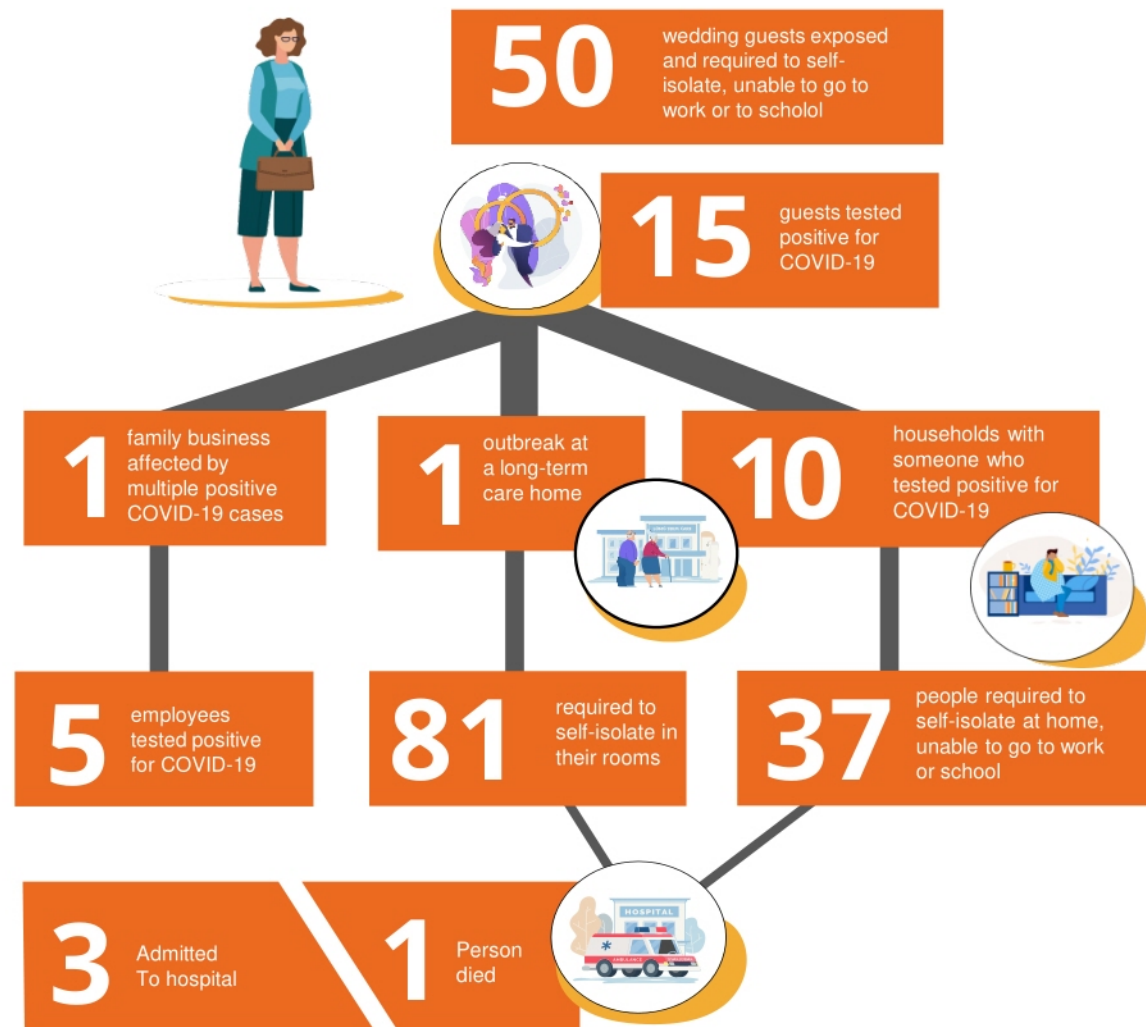 50
wedding guests exposed
and required to self-
isolate, unable to go to
work or to scholol
15
guests tested
positive for
COVID-19
1
family business
affected by
multiple positive
COVID-19 cases
1
outbreak at
a long-term
care home
10
households with
someone who
tested positive for
COVID-19
5
employees
tested positive
for COVID-19
81
required to
self-isolate in
their rooms
37
people required to
self-isolate at home,
unable to go to work
or school
3
Admitted
To hospital
1
Person
died
HOSPITAL
AMBULANCE